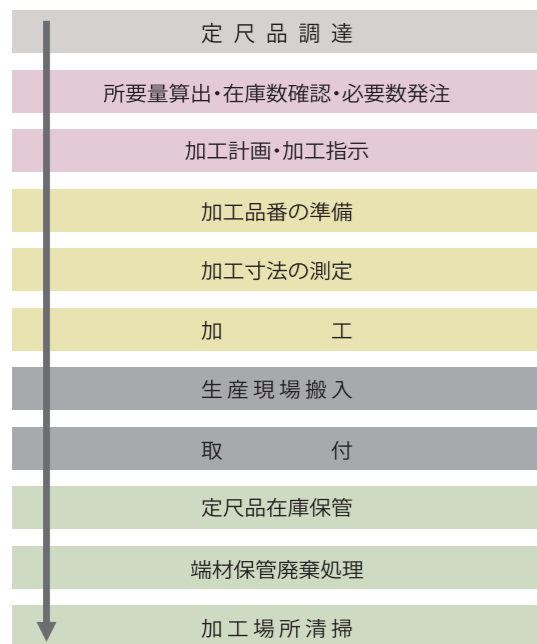 定尺品調達
所要量算出・在庫数確認・必要数発注
加工計画・加工指示
加工品番の準備
加工寸法の測定
加工
生産現場搬入
取付
定尺品在庫保管
端材保管廃棄処理
加工場所清掃